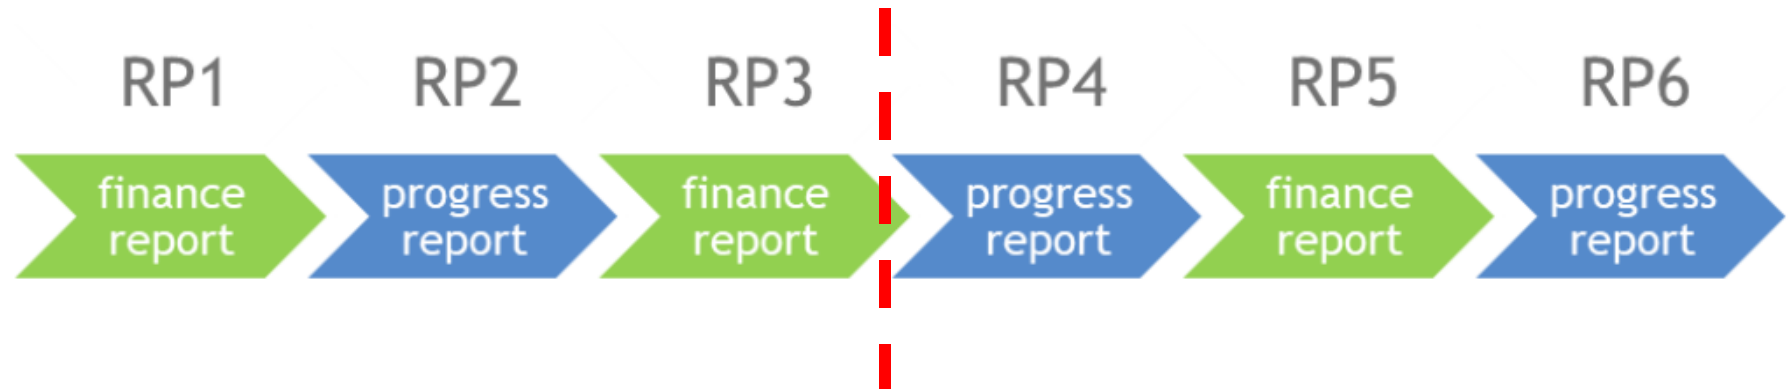 RP1 RP2 RP3 RP4 RP5 RP6
finance progress finance progress finance progress
report report report report report report